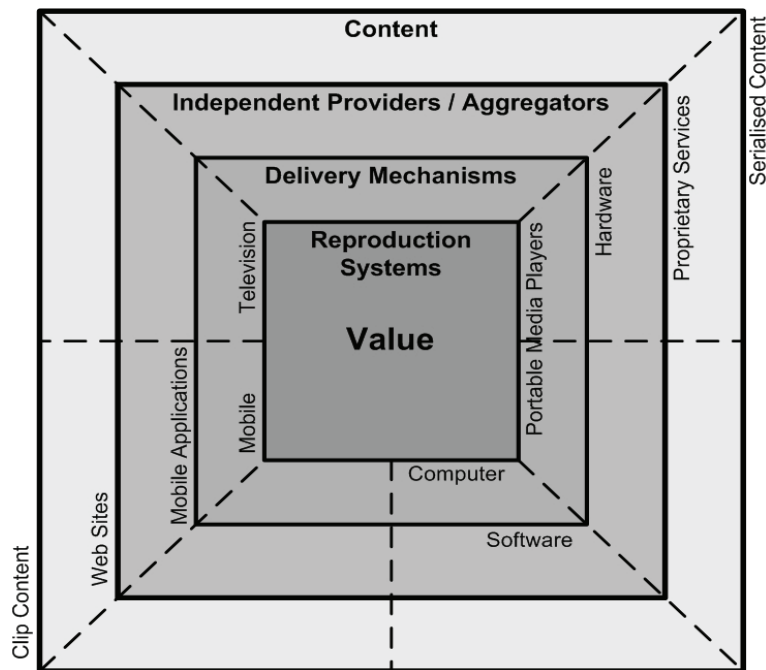 Content
Serialised Content
Independent Providers / Aggregators
Proprietary Services
Delivery Mechanisms
Hardware
Reproduction
Systems
Television
Portable Media Players
Value
Mobile
Mobile Applications
Computer
Software
Web Sites
Clip Content